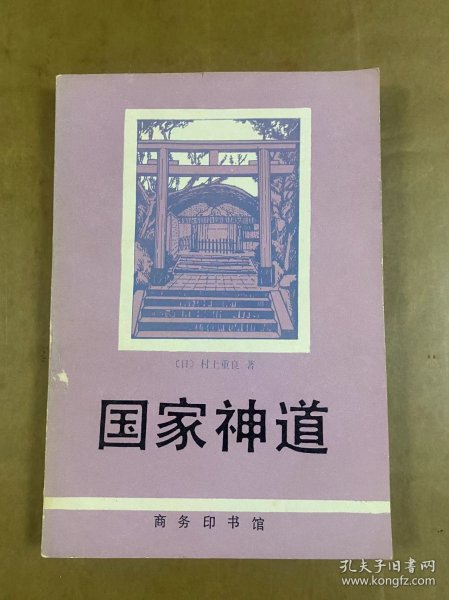 〔日〕村上重良 著
国家神道
商务印书馆
孔夫子旧书网
www.kongfz.com